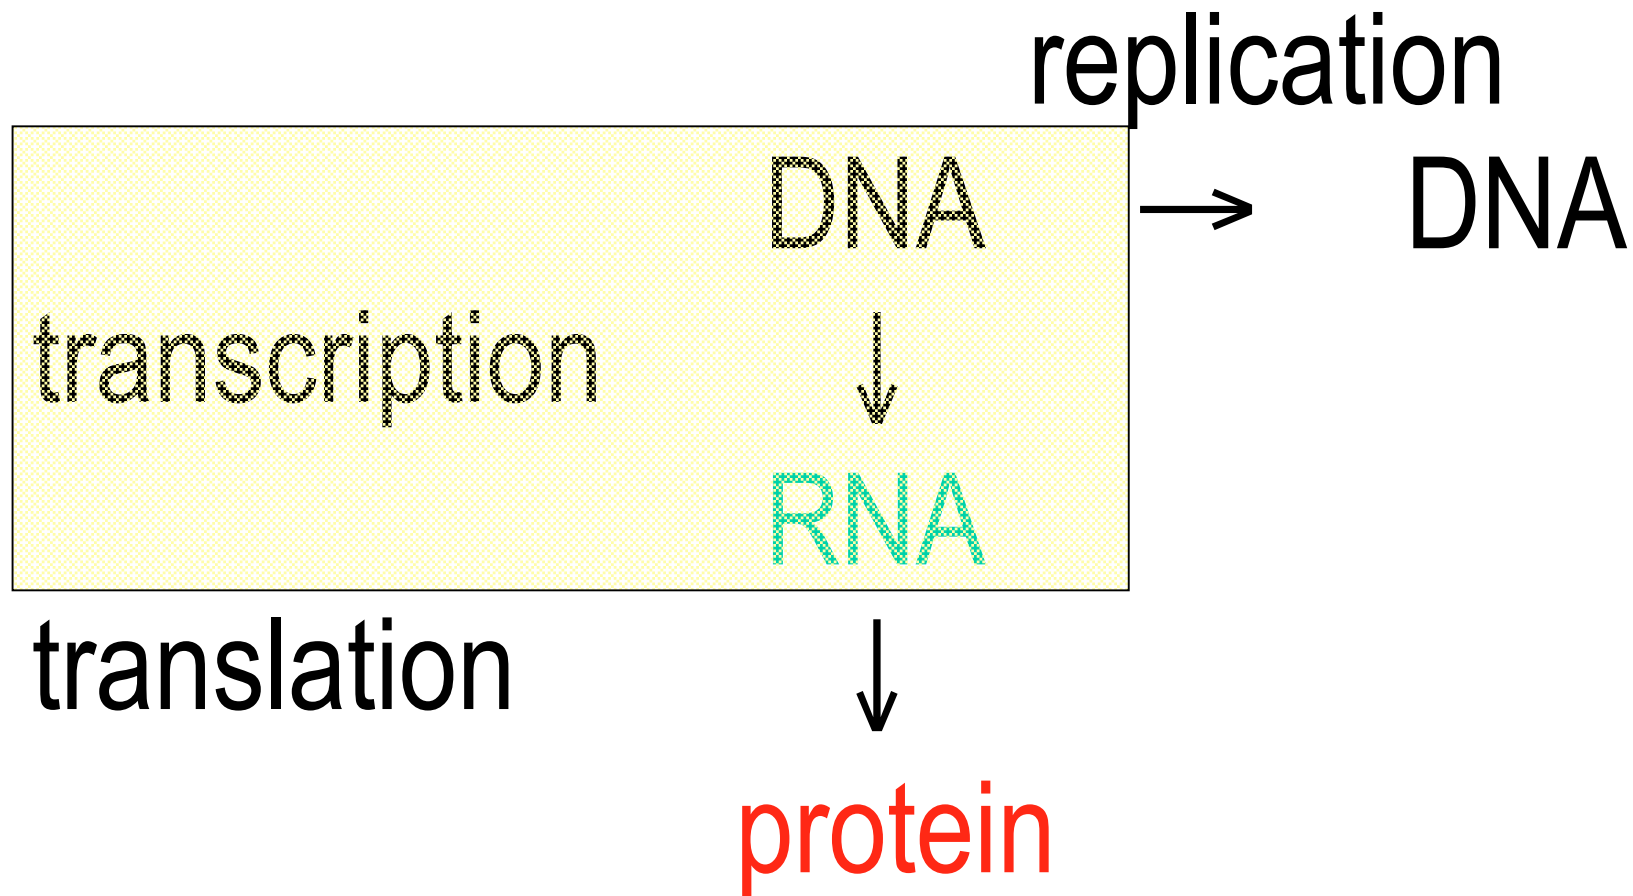 replication
DNA → DNA
transcription ↓
RNA
translation ↓
protein